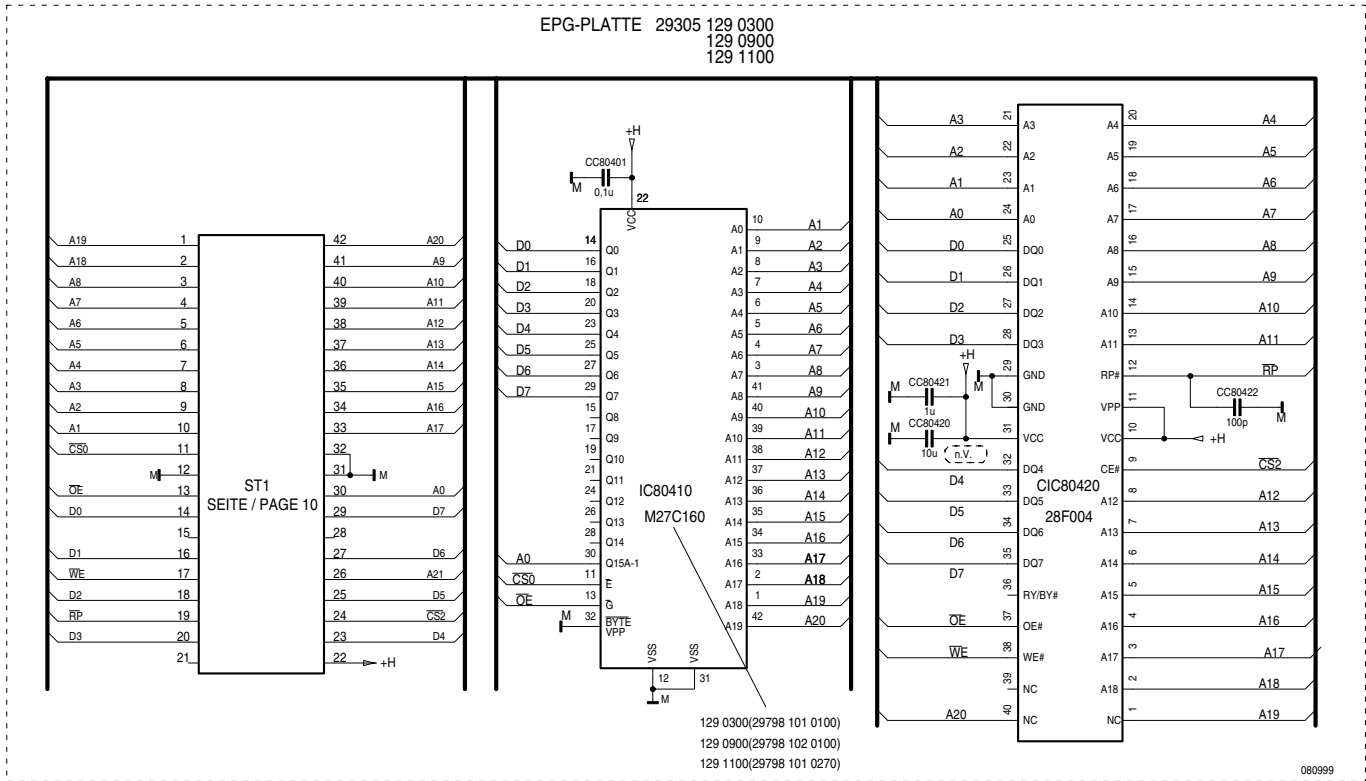 EPG-PLATTE 29305 129 0300
129 0900
129 1100
A19 1 42 A20
A18 2 41 A9
A8 3 40 A10
A7 4 39 A11
A6 5 38 A12
A5 6 37 A13
A4 7 36 A14
A3 8 35 A15
A2 9 34 A16
A1 10 33 A17
C̅S̅0̅ 11 32
M 12 31 M
O̅E̅ 13 30 A0
D0 14 29 D7
15 28
D1 16 27 D6
W̅E̅ 17 26 A21
D2 18 25 D5
R̅P̅ 19 24 C̅S̅2̅
D3 20 23 D4
21 22 +H
ST1
SEITE / PAGE 10
+H
CC80401
M 0,1u
22
VCC
D0 14 Q0 A0 10 A1
D1 16 Q1 A1 9 A2
D2 18 Q2 A2 8 A3
D3 20 Q3 A3 7 A4
D4 23 Q4 A4 6 A5
D5 25 Q5 A5 5 A6
D6 27 Q6 A6 4 A7
D7 29 Q7 A7 3 A8
15 Q8 A8 41 A9
17 Q9 A9 40 A10
19 Q10 A10 39 A11
21 Q11 A11 38 A12
24 Q12 A12 37 A13
26 Q13 A13 36 A14
28 Q14 A14 35 A15
A0 30 Q15A-1 A15 34 A16
C̅S̅0̅ 11 E̅ A16 33 A17
O̅E̅ 13 G̅ A17 2 A18
M 32 B̅Y̅T̅E̅ A18 1 A19
VPP A19 42 A20
IC80410
M27C160
VSS VSS
12 31
M
129 0300(29798 101 0100)
129 0900(29798 102 0100)
129 1100(29798 101 0270)
A3 21 A3 A4 20 A4
A2 22 A2 A5 19 A5
A1 23 A1 A6 18 A6
A0 24 A0 A7 17 A7
D0 25 DQ0 A8 16 A8
D1 26 DQ1 A9 15 A9
D2 27 DQ2 A10 14 A10
D3 28 DQ3 A11 13 A11
+H M 29 GND RP# 12 R̅P̅
M CC80421 1u 30 GND VPP 11 CC80422 100p M
M CC80420 10u n.V. 31 VCC VCC 10 +H
D4 32 DQ4 CE# 9 C̅S̅2̅
D5 33 DQ5 A12 8 A12
D6 34 DQ6 A13 7 A13
D7 35 DQ7 A14 6 A14
36 RY/BY# A15 5 A15
O̅E̅ 37 OE# A16 4 A16
W̅E̅ 38 WE# A17 3 A17
39 NC A18 2 A18
A20 40 NC NC 1 A19
CIC80420
28F004
080999